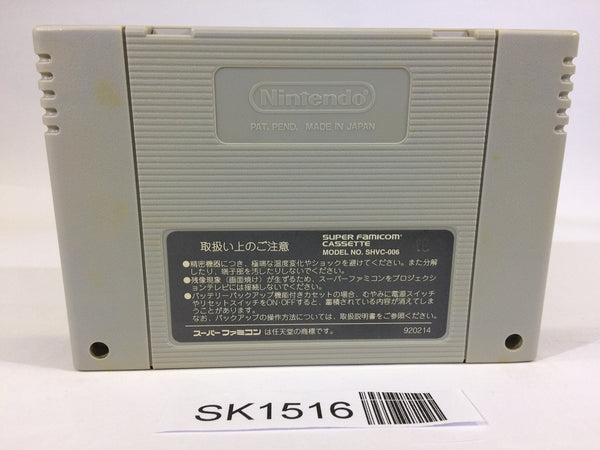 Nintendo
PAT. PEND. MADE IN JAPAN
取扱い上のご注意
SUPER FAMICOM
CASSETTE
MODEL NO. SHVC-006
●精密機器につき、極端な温度変化やショックを避けてください。また分解
したり、端子部を汚したりしないでください。
●残像現象（画面焼け）が生ずるため、スーパーファミコンをプロジェクシ
ョンテレビには接続しないでください。
●バッテリーバックアップ機能付きカセットの場合、むやみに電源スイッチ
やリセットスイッチをON・OFFすると、蓄積されている内容が消えてしま
うことがあります。
なお、バックアップの操作方法については、取扱説明書をご参照ください。
スーパーファミコン は任天堂の商標です。
920214
SK1516